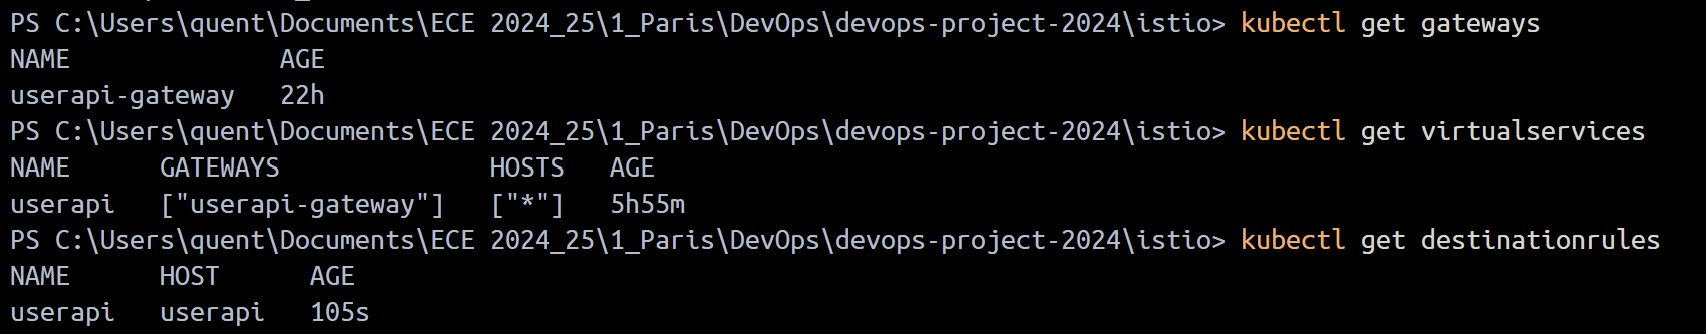 PS C:\Users\quent\Documents\ECE 2024_25\1_Paris\DevOps\devops-project-2024\istio> kubectl get gateways
NAME              AGE
userapi-gateway   22h
PS C:\Users\quent\Documents\ECE 2024_25\1_Paris\DevOps\devops-project-2024\istio> kubectl get virtualservices
NAME      GATEWAYS              HOSTS   AGE
userapi   ["userapi-gateway"]   ["*"]   5h55m
PS C:\Users\quent\Documents\ECE 2024_25\1_Paris\DevOps\devops-project-2024\istio> kubectl get destinationrules
NAME      HOST      AGE
userapi   userapi   105s